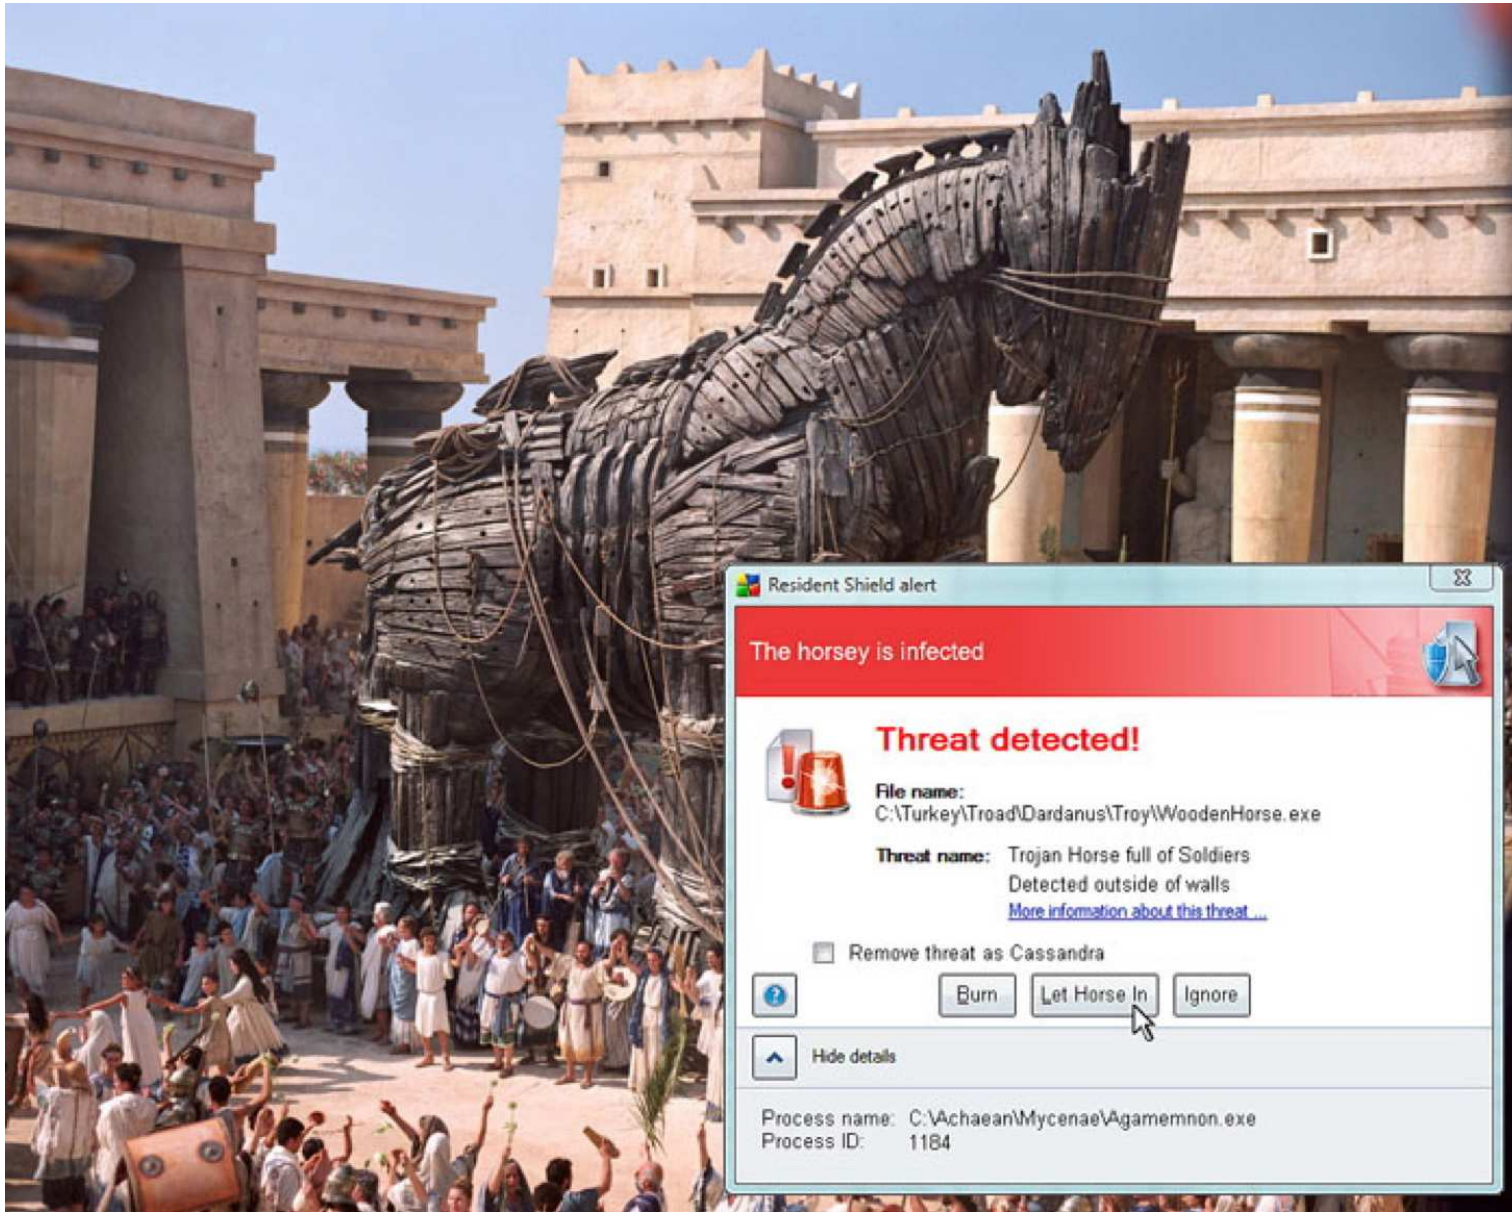 Resident Shield alert
The horsey is infected
Threat detected!
File name:
C:\Turkey\Troad\Dardanus\Troy\WoodenHorse.exe
Threat name: Trojan Horse full of Soldiers
Detected outside of walls
More information about this threat ...
Remove threat as Cassandra
Burn Let Horse In Ignore
Hide details
Process name: C:\Achaean\Mycenae\Agamemnon.exe
Process ID: 1184